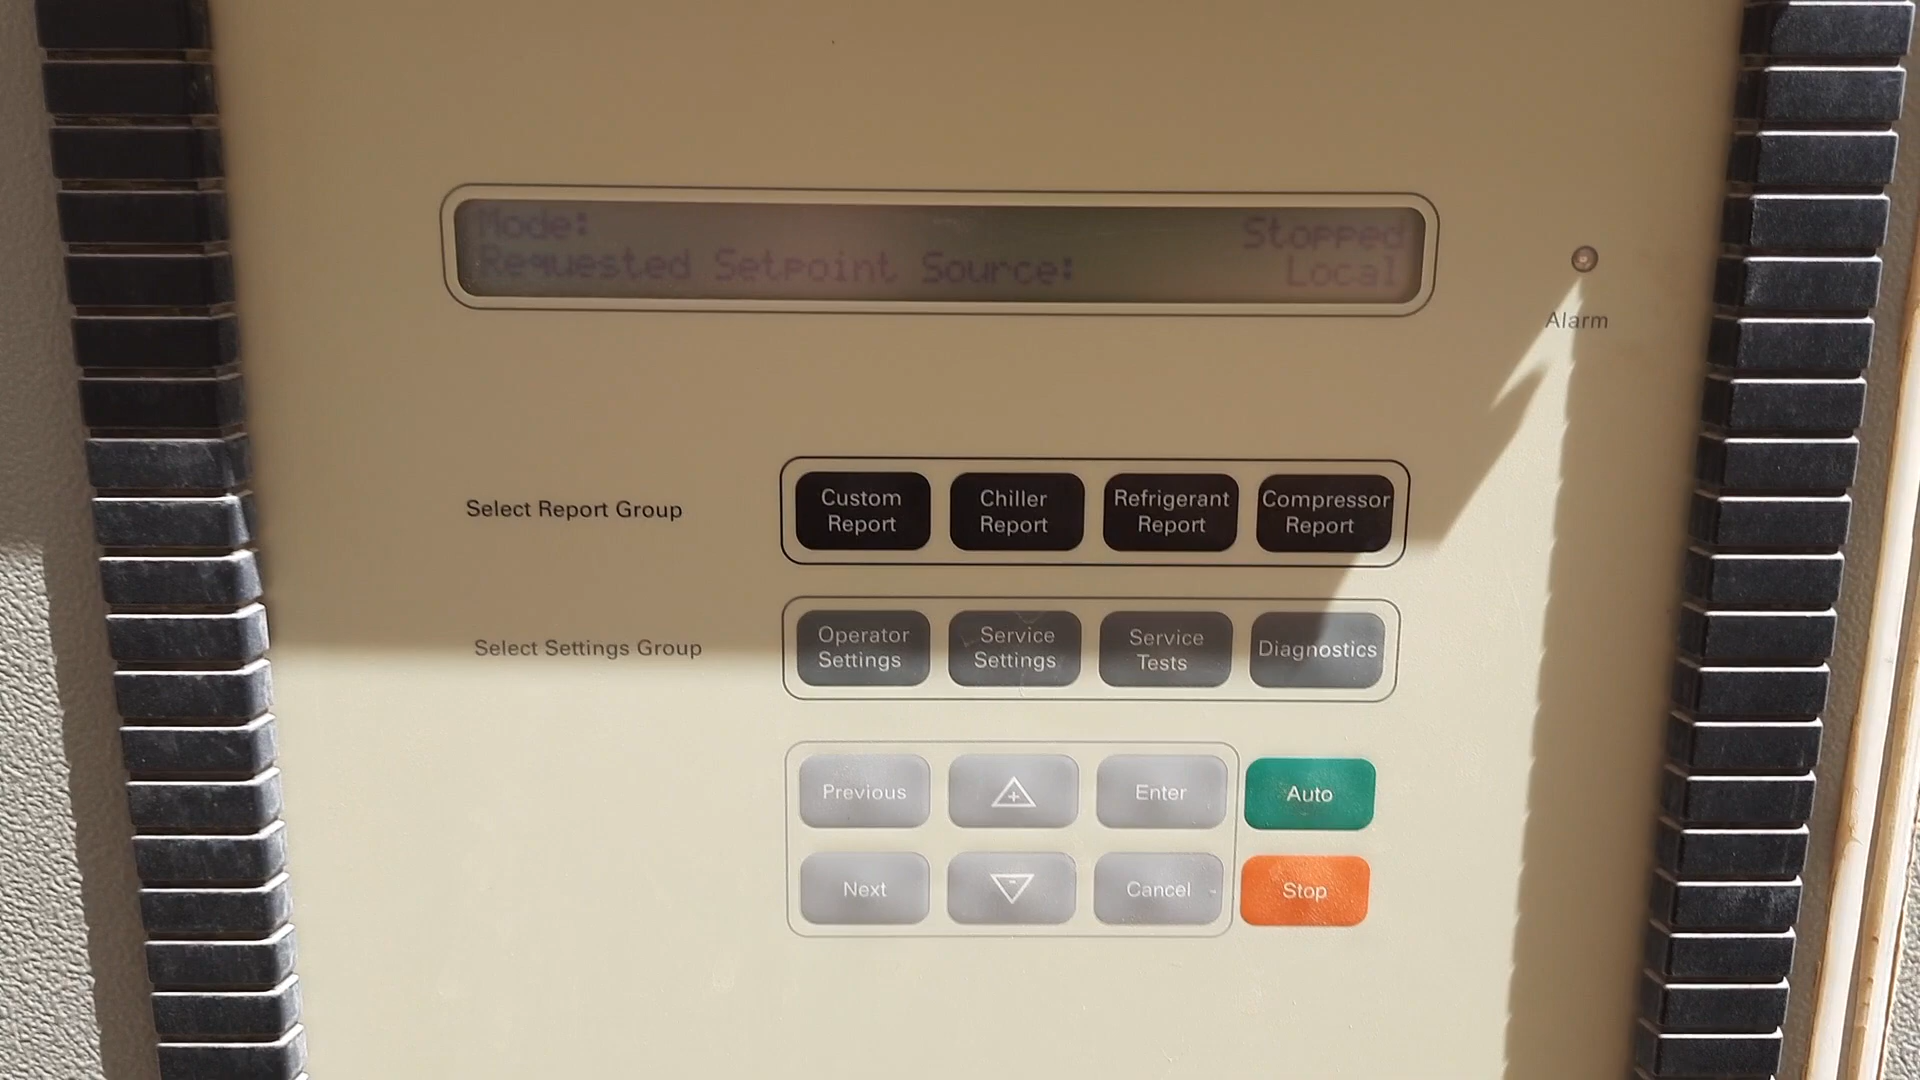 Mode: Stopped
Requested Setpoint Source: Local
Alarm
Select Report Group
Custom Report
Chiller Report
Refrigerant Report
Compressor Report
Select Settings Group
Operator Settings
Service Settings
Service Tests
Diagnostics
Previous
+
Enter
Auto
Next
-
Cancel
Stop